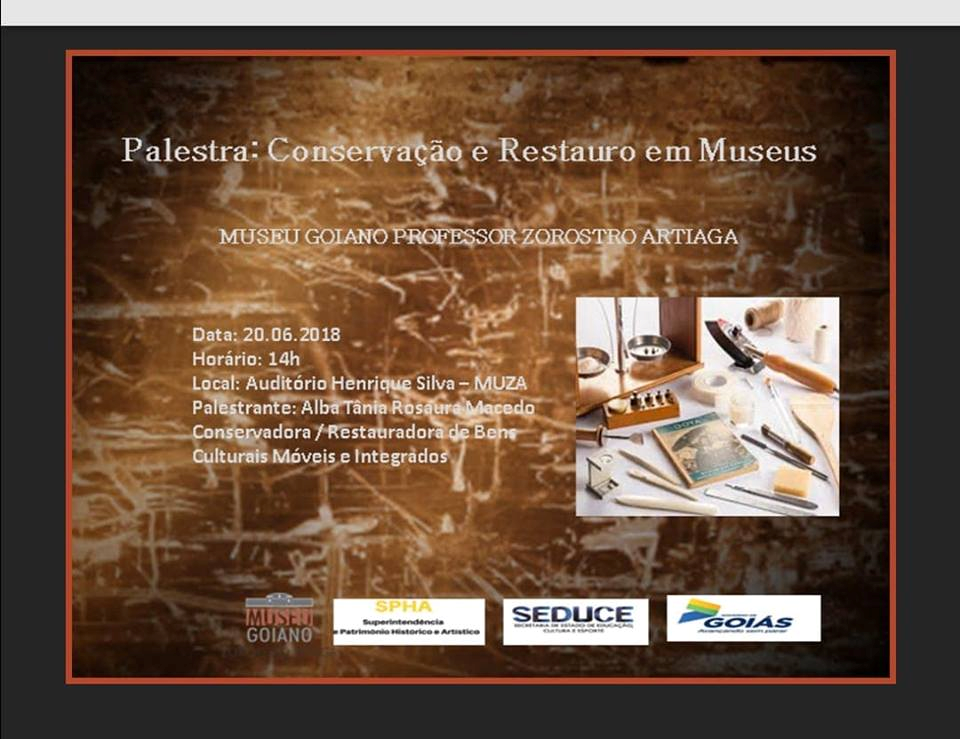 Palestra: Conservação e Restauro em Museus
MUSEU GOIANO PROFESSOR ZOROSTRO ARTIAGA
Data: 20.06.2018
Horário: 14h
Local: Auditório Henrique Silva – MUZA
Palestrante: Alba Tânia Rosaura Macedo
Conservadora / Restauradora de Bens
Culturais Móveis e Integrados
MUSEU
GOIANO
SPHA
Superintendência
e Patrimônio Histórico e Artístico
SEDUCE
SECRETARIA DE ESTADO DE EDUCAÇÃO,
CULTURA E ESPORTE
GOIÁS
Avançando sem parar